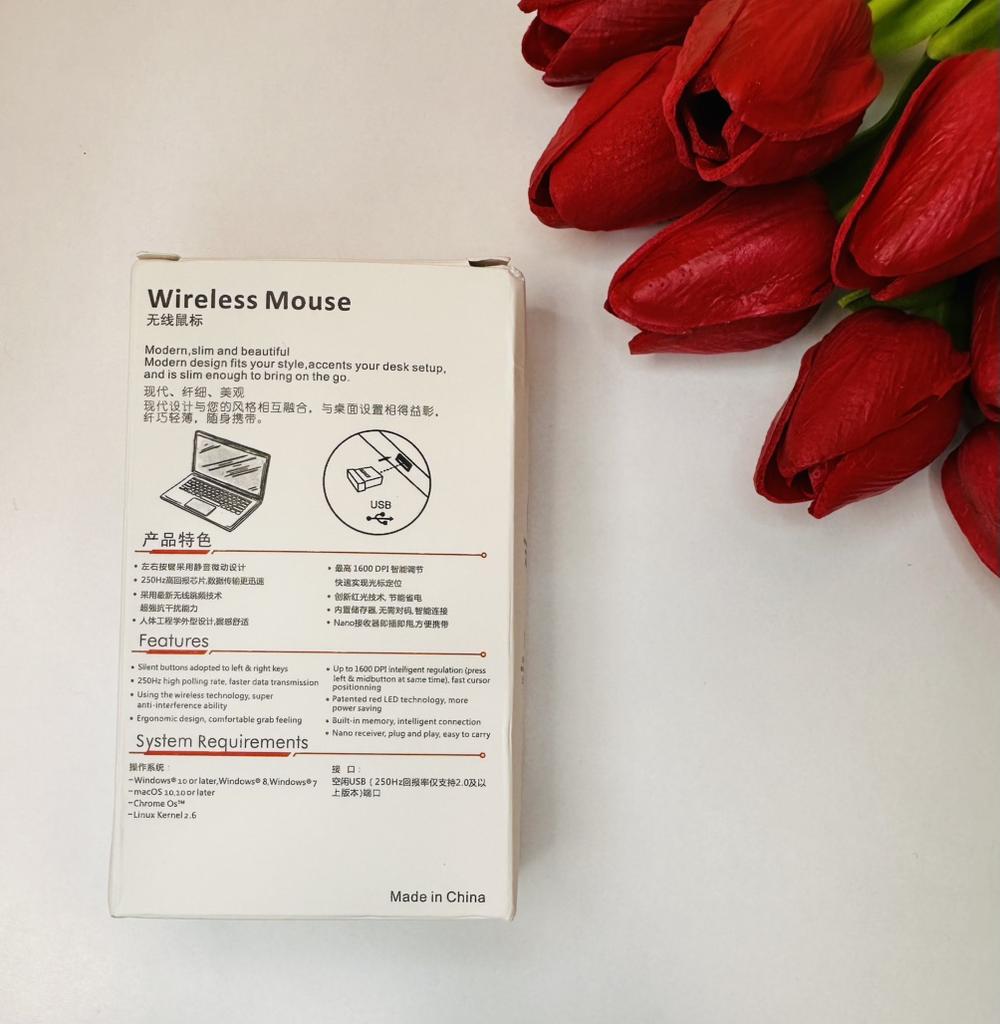 Wireless Mouse
无线鼠标
Modern,slim and beautiful
Modern design fits your style,accents your desk setup,
and is slim enough to bring on the go.
现代、纤细、美观
现代设计与您的风格相互融合，与桌面设置相得益彰，
纤巧轻薄，随身携带。
USB
产品特色
• 左右按键采用静音微动设计
• 250Hz高回报芯片,数据传输更迅速
• 采用最新无线跳频技术
超强抗干扰能力
• 人体工程学外型设计,握感舒适
• 最高 1600 DPI 智能调节
快速实现光标定位
• 创新红光技术, 节能省电
• 内置储存器, 无需对码, 智能连接
• Nano接收器即插即用,方便携带
Features
• Silent buttons adopted to left & right keys
• 250Hz high polling rate, faster data transmission
• Using the wireless technology, super
anti-interference ability
• Ergonomic design, comfortable grab feeling
• Up to 1600 DPI intelligent regulation (press
left & midbutton at same time), fast cursor
positionning
• Patented red LED technology, more
power saving
• Built-in memory, intelligent connection
• Nano receiver, plug and play, easy to carry
System Requirements
操作系统：
–Windows® 10 or later,Windows® 8,Windows® 7
–macOS 10.10 or later
–Chrome Os™
–Linux Kernel 2.6
接 口：
空闲USB（250Hz回报率仅支持2.0及以
上版本)端口
Made in China